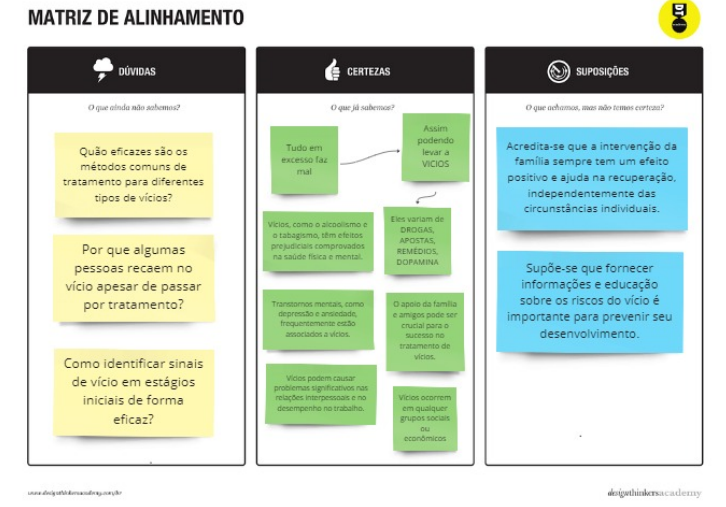 MATRIZ DE ALINHAMENTO
DT
DÚVIDAS
O que ainda não sabemos?
Quão eficazes são os
métodos comuns de
tratamento para diferentes
tipos de vícios?
Por que algumas
pessoas recaem no
vício apesar de passar
por tratamento?
Como identificar sinais
de vício em estágios
iniciais de forma
eficaz?
CERTEZAS
O que já sabemos?
Tudo em
excesso faz
mal
Assim
podendo
levar a
VICIOS
Vícios, como o alcoolismo e
o tabagismo, têm efeitos
prejudiciais comprovados
na saúde física e mental.
Eles variam de
DROGAS,
APOSTAS,
REMÉDIOS,
DOPAMINA
Transtornos mentais, como
depressão e ansiedade,
frequentemente estão
associados a vícios.
O apoio da família
e amigos pode ser
crucial para o
sucesso no
tratamento de
vícios.
Vícios podem causar
problemas significativos nas
relações interpessoais e no
desempenho no trabalho.
Vícios ocorrem
em qualquer
grupos sociais
ou
econômicos
SUPOSIÇÕES
O que achamos, mas não temos certeza?
Acredita-se que a intervenção da
família sempre tem um efeito
positivo e ajuda na recuperação,
independentemente das
circunstâncias individuais.
Supõe-se que fornecer
informações e educação
sobre os riscos do vício é
importante para prevenir seu
desenvolvimento.
www.designthinkersacademy.com/br
designthinkersacademy